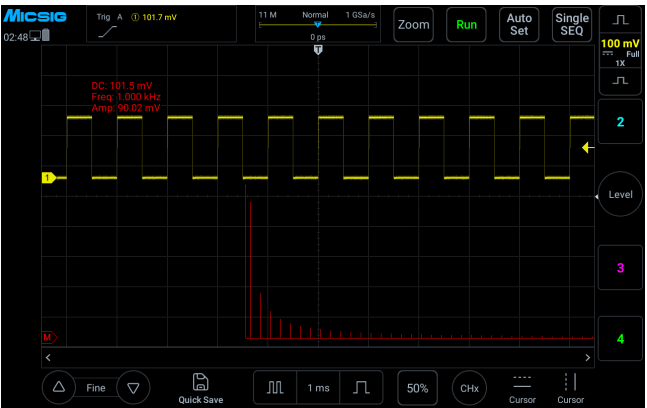 MICSIG
02:48
Trig A ① 101.7 mV
11 M Normal 1 GSa/s
0 ps
T
Zoom
Run
Auto Set
Single SEQ
100 mV
Full
1X
DC: 101.5 mV
Freq: 1.000 kHz
Amp: 90.02 mV
1
2
Level
3
M
4
Fine
Quick Save
1 ms
50%
CHx
Cursor
Cursor